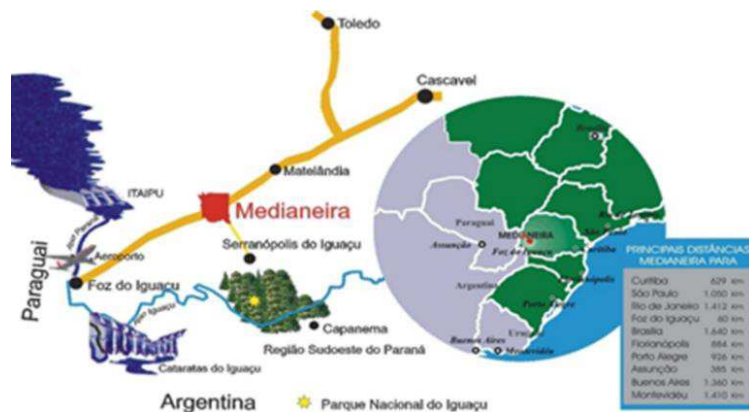 Toledo
Cascavel
Matelândia
ITAIPU
Medianeira
Serranópolis do Iguaçu
Paraguai
Aeroporto
Foz do Iguaçu
Capanema
Região Sudoeste do Paraná
Cataratas do Iguaçu
Argentina
Parque Nacional do Iguaçu
Brasília
Paraguai
MEDIANEIRA
Assunção
Foz do Iguaçu
Curitiba
Argentina
Porto Alegre
Buenos Aires
Montevidéu
PRINCIPAIS DISTÂNCIAS
MEDIANEIRA PARA
Curitiba 629 Km
São Paulo 1.050 Km
Rio de Janeiro 1.412 Km
Foz do Iguaçu 60 Km
Brasília 1.640 Km
Florianópolis 884 Km
Porto Alegre 926 Km
Assunção 385 Km
Buenos Aires 1.360 Km
Montevidéu 1.410 Km